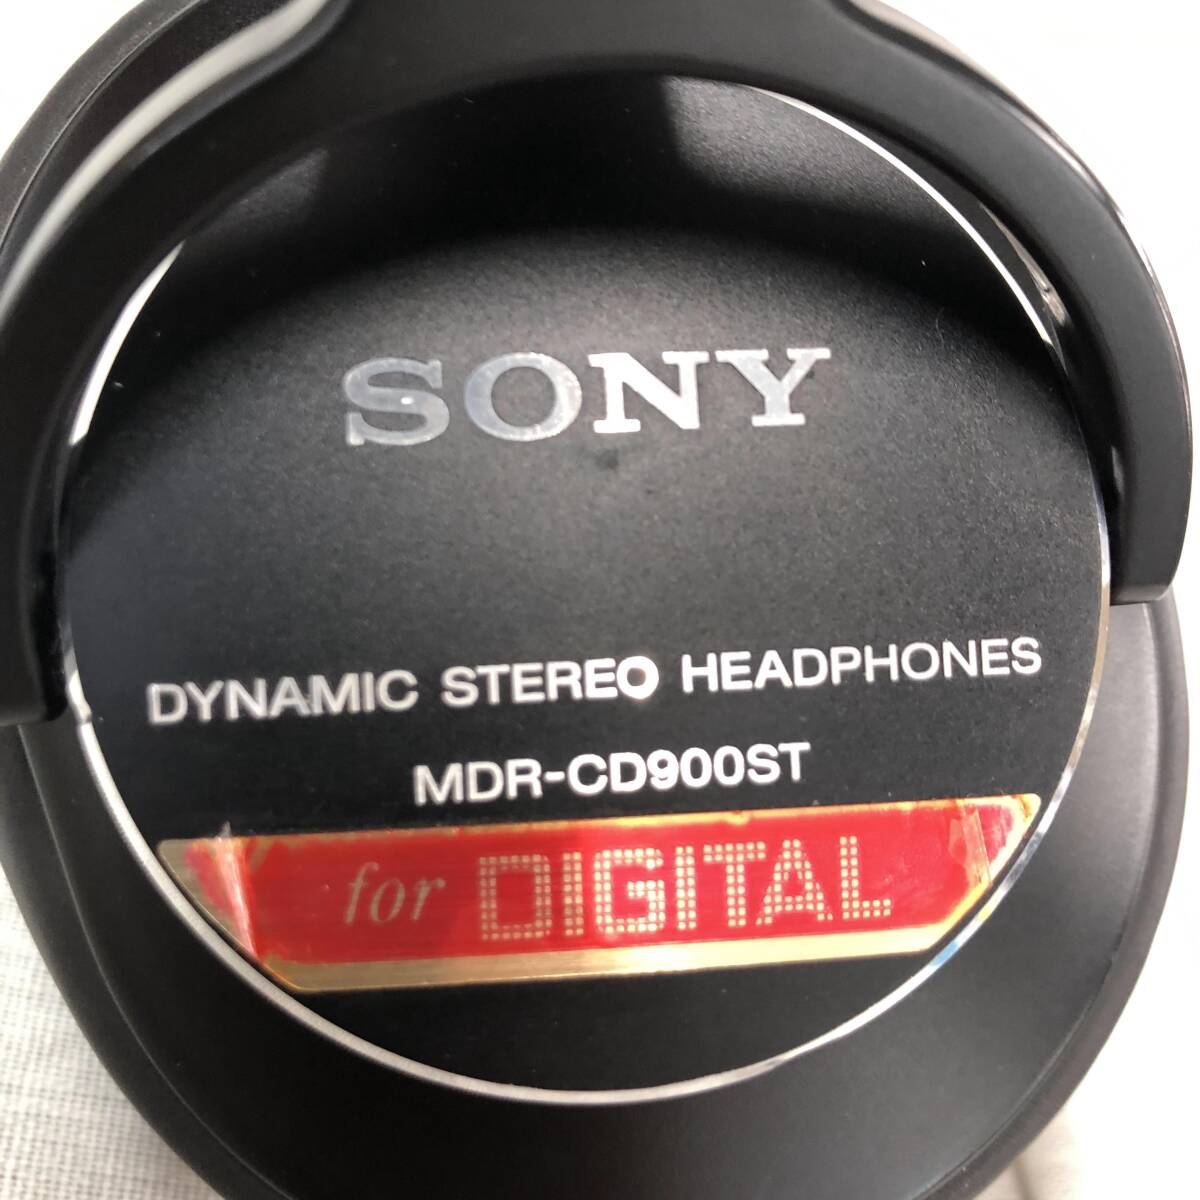 SONY
DYNAMIC STEREO HEADPHONES
MDR-CD900ST
for DIGITAL